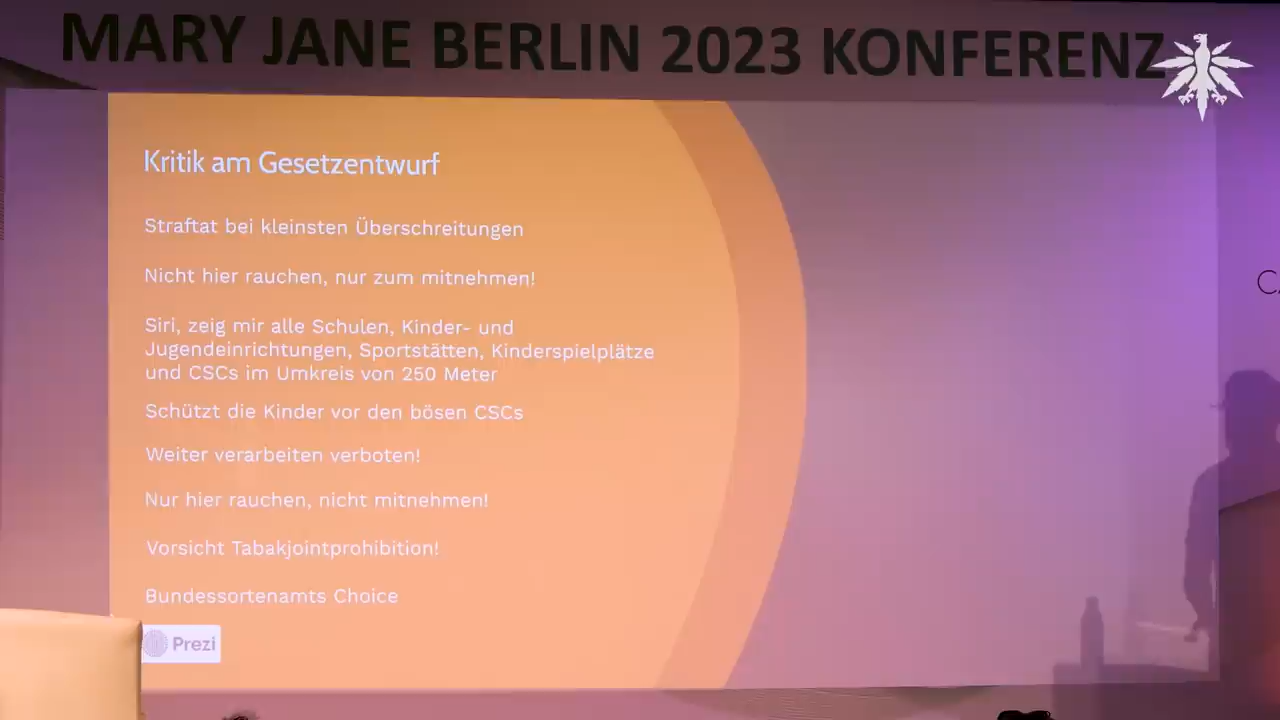 MARY JANE BERLIN 2023 KONFERENZ
Kritik am Gesetzentwurf
Straftat bei kleinsten Überschreitungen
Nicht hier rauchen, nur zum mitnehmen!
Siri, zeig mir alle Schulen, Kinder- und
Jugendeinrichtungen, Sportstätten, Kinderspielplätze
und CSCs im Umkreis von 250 Meter
Schützt die Kinder vor den bösen CSCs
Weiter verarbeiten verboten!
Nur hier rauchen, nicht mitnehmen!
Vorsicht Tabakjointprohibition!
Bundessortenamts Choice
Prezi